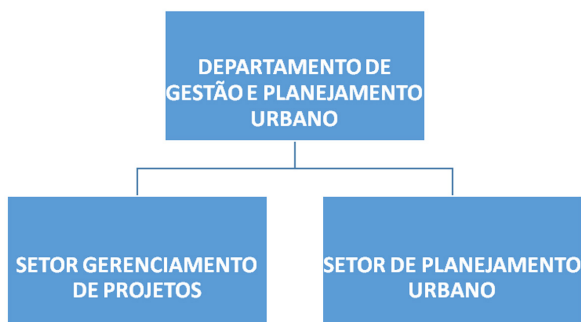 DEPARTAMENTO DE
GESTÃO E PLANEJAMENTO
URBANO
SETOR GERENCIAMENTO
DE PROJETOS
SETOR DE PLANEJAMENTO
URBANO